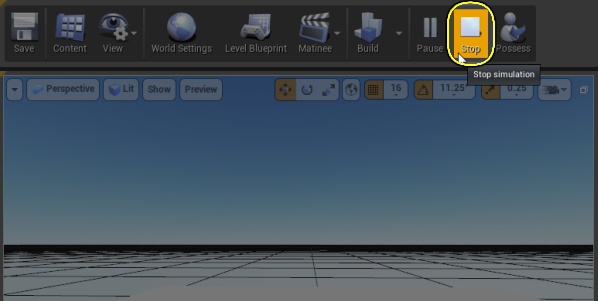 Save Content View World Settings Level Blueprint Matinee Build Pause Stop Possess
Stop simulation
Perspective Lit Show Preview 16 11.25° 0.25